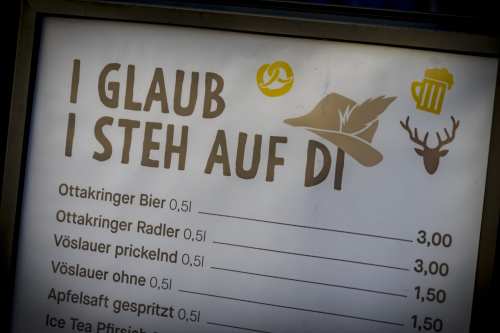 I GLAUB
I STEH AUF DI
Ottakringer Bier 0,5l 3,00
Ottakringer Radler 0,5l 3,00
Vöslauer prickelnd 0,5l 1,50
Vöslauer ohne 0,5l 1,50
Apfelsaft gespritzt 0,5l
Ice Tea Pfirsich